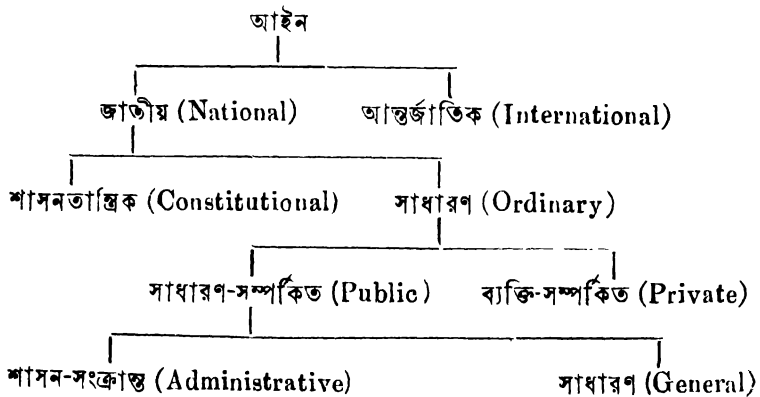 আইন
জাতীয় (National) আন্তর্জাতিক (International)
শাসনতান্ত্রিক (Constitutional) সাধারণ (Ordinary)
সাধারণ-সম্পর্কিত (Public) ব্যক্তি-সম্পর্কিত (Private)
শাসন-সংক্রান্ত (Administrative) সাধারণ (General)